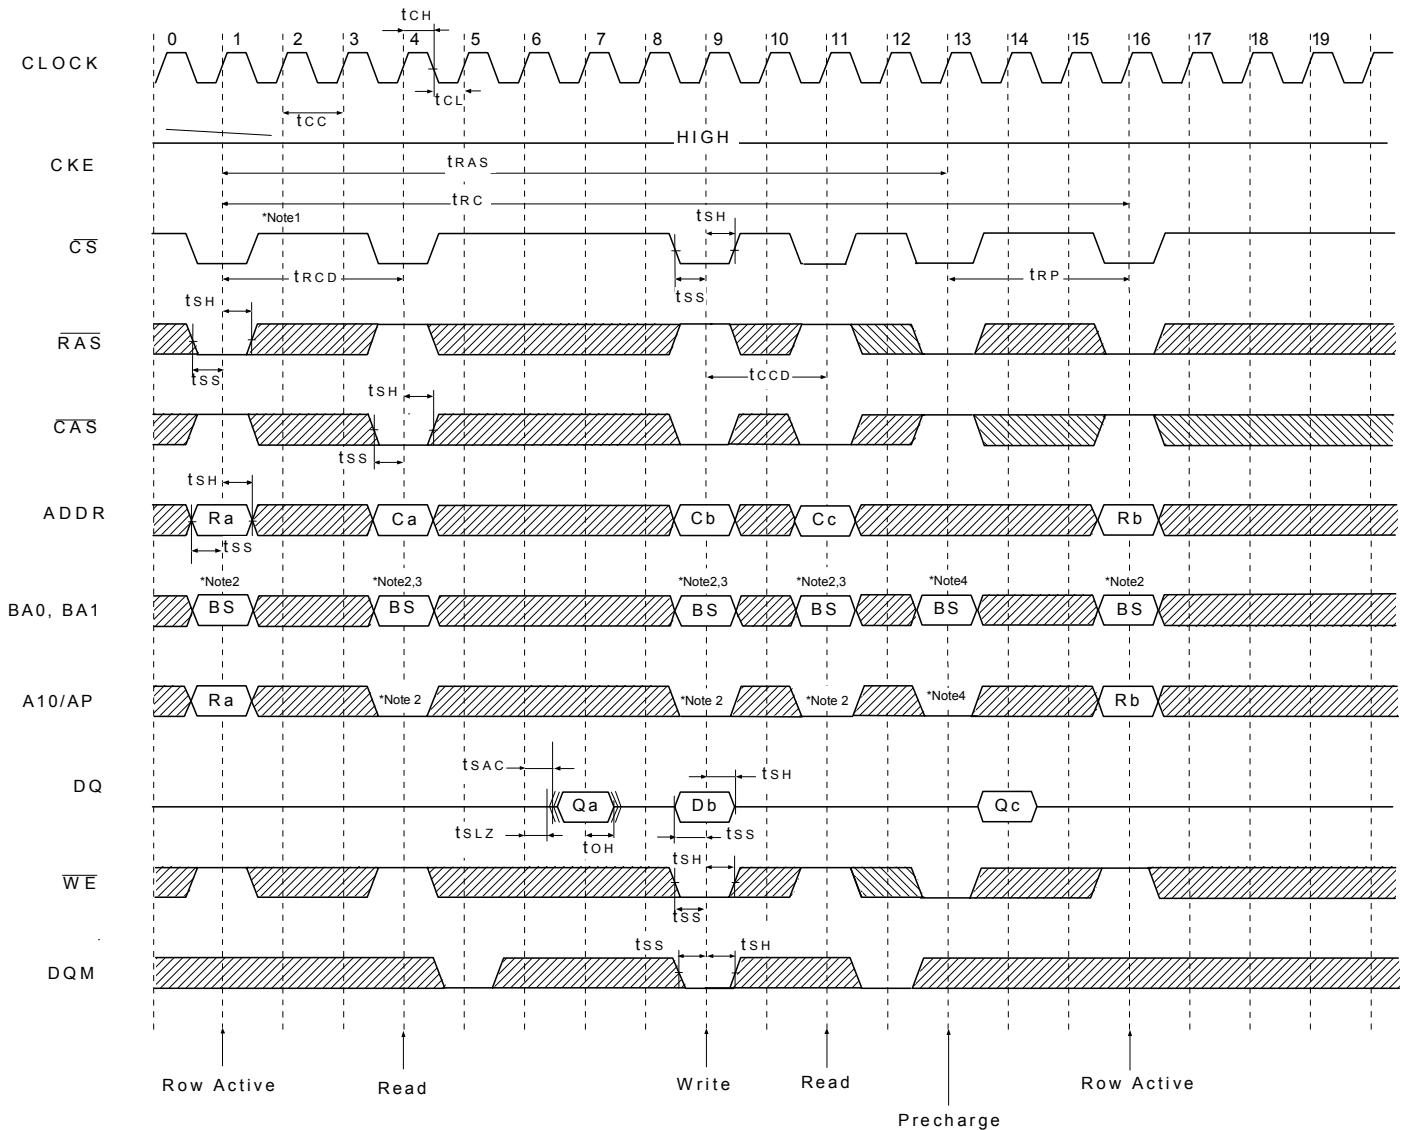 tCH
0 1 2 3 4 5 6 7 8 9 10 11 12 13 14 15 16 17 18 19
CLOCK
tCL
tCC
HIGH
CKE
tRAS
tRC
*Note1
tSH
CS
tRCD
tSS
tRP
tSH
RAS
tSS
tCCD
tSH
CAS
tSS
tSH
ADDR
Ra Ca Cb Cc Rb
tSS
*Note2 *Note2,3 *Note2,3 *Note2,3 *Note4 *Note2
BA0, BA1 BS BS BS BS BS BS
A10/AP Ra *Note 2 *Note 2 *Note 2 *Note4 Rb
tSAC tSH
DQ
Qa Db Qc
tSLZ tOH tSS
tSH
WE
tSS
tSS tSH
DQM
Row Active Read Write Read Row Active
Precharge